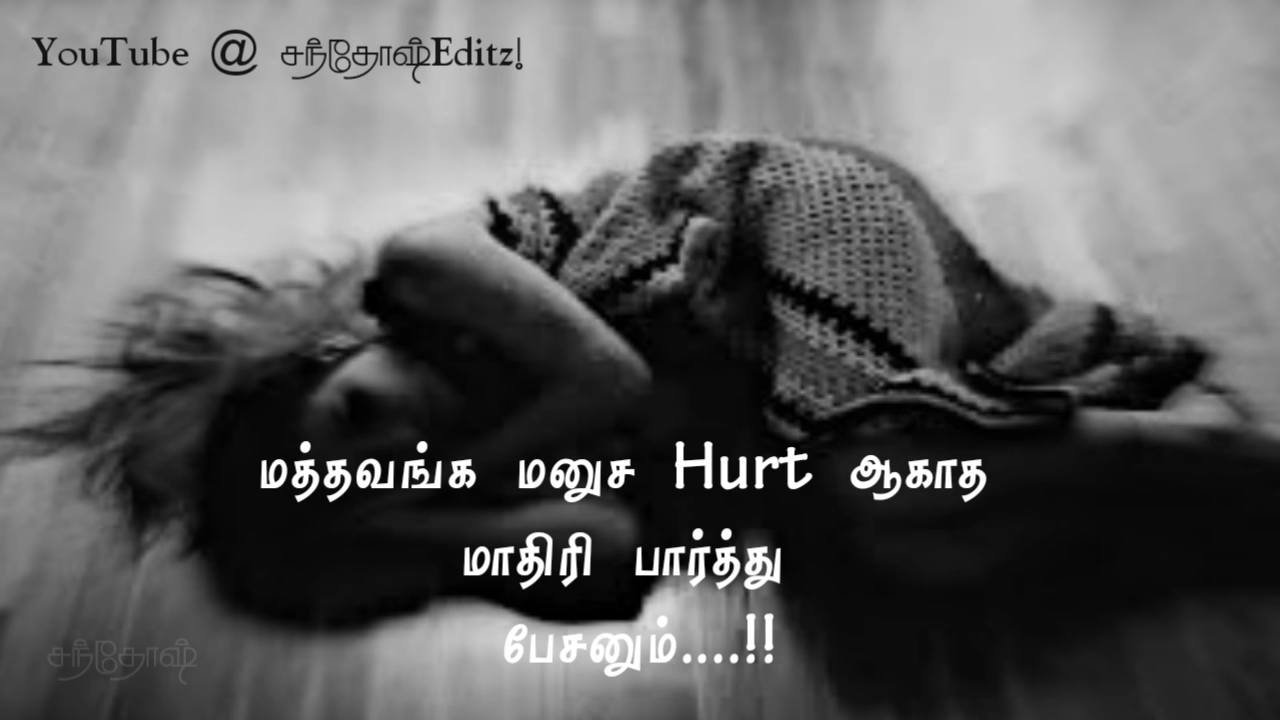 YouTube @ சந்தோஷ்Editz!
மத்தவங்க மனுச Hurt ஆகாத
மாதிரி பார்த்து
பேசனும்....!!
சந்தோஷ்